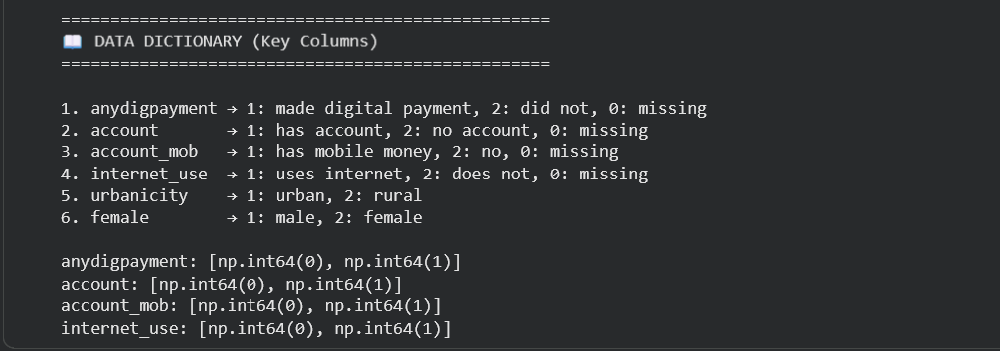 ==================================================
📖 DATA DICTIONARY (Key Columns)
==================================================
1. anydigpayment → 1: made digital payment, 2: did not, 0: missing
2. account       → 1: has account, 2: no account, 0: missing
3. account_mob   → 1: has mobile money, 2: no, 0: missing
4. internet_use  → 1: uses internet, 2: does not, 0: missing
5. urbanicity    → 1: urban, 2: rural
6. female        → 1: male, 2: female
anydigpayment: [np.int64(0), np.int64(1)]
account: [np.int64(0), np.int64(1)]
account_mob: [np.int64(0), np.int64(1)]
internet_use: [np.int64(0), np.int64(1)]